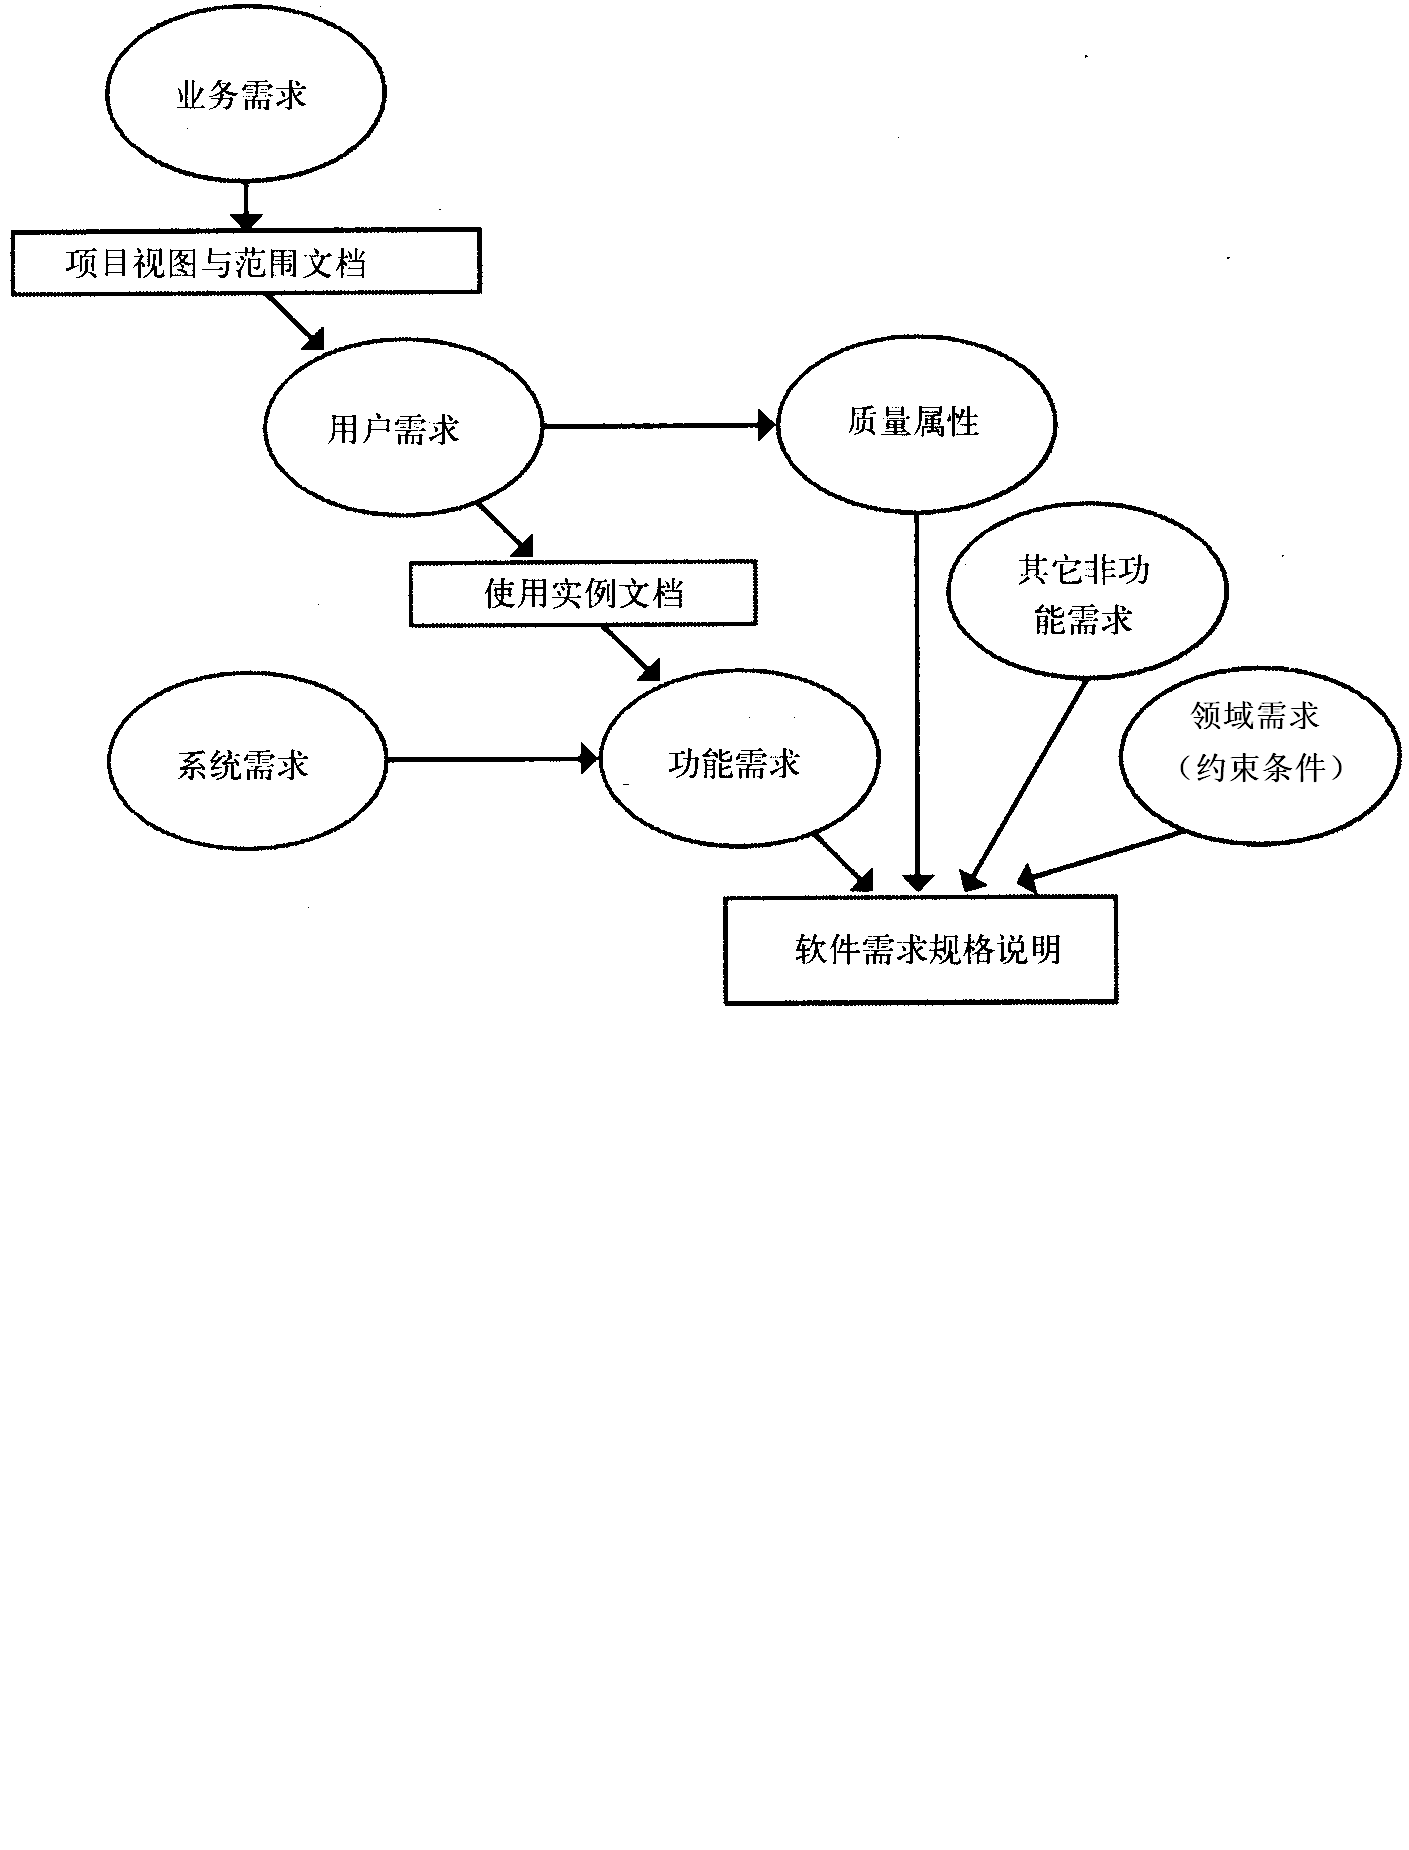 业务需求
项目视图与范围文档
用户需求
质量属性
使用实例文档
其它非功
能需求
系统需求
功能需求
领域需求
（约束条件）
软件需求规格说明